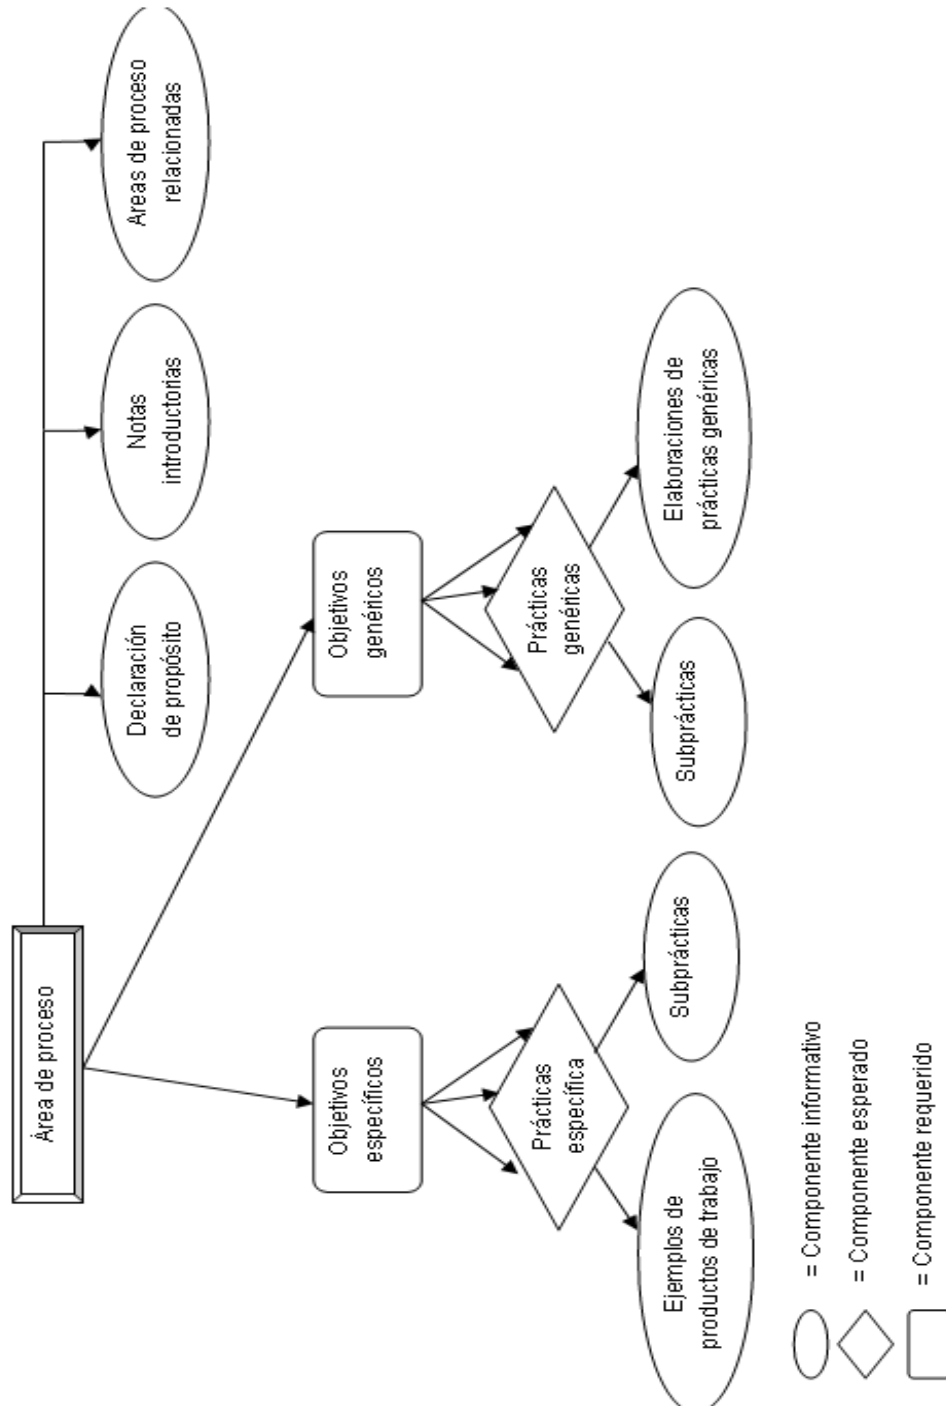 Área de proceso
Declaración
de propósito
Notas
introductorias
Áreas de proceso
relacionadas
Objetivos
específicos
Objetivos
genéricos
Prácticas
específica
Prácticas
genéricas
Ejemplos de
productos de trabajo
Subprácticas
Subprácticas
Elaboraciones de
prácticas genéricas
= Componente informativo
= Componente esperado
= Componente requerido